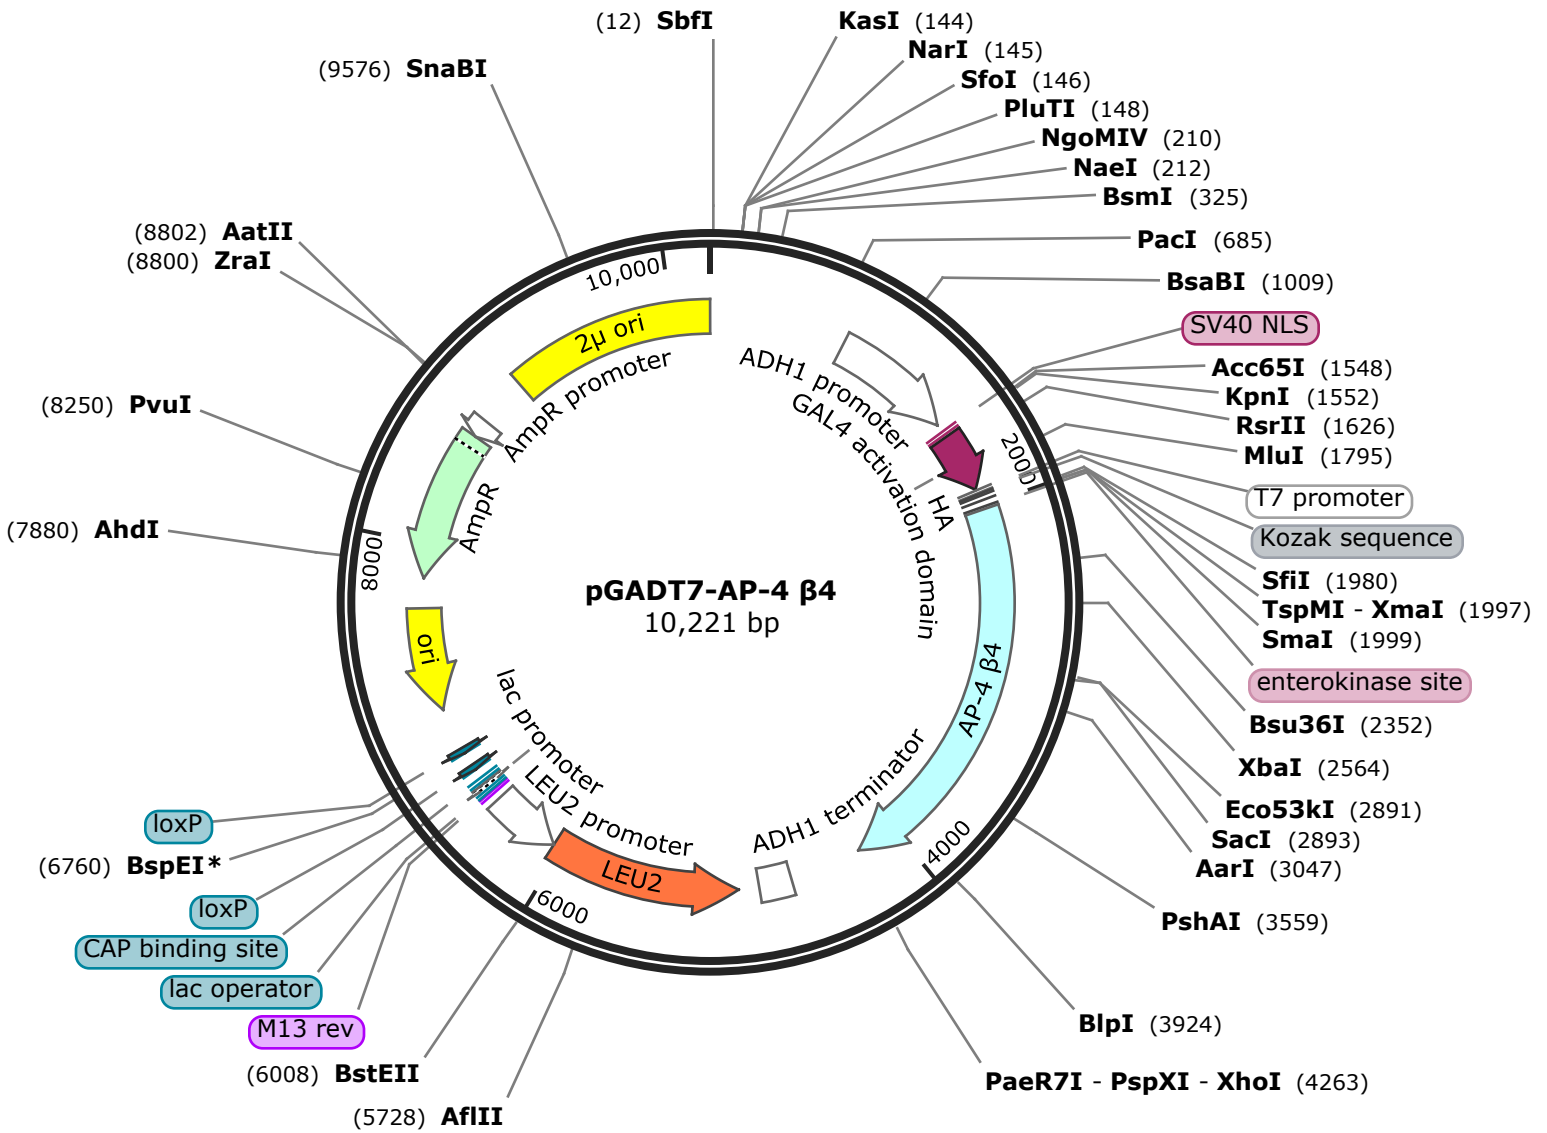 (12) SbfI
KasI (144)
NarI (145)
SfoI (146)
PluTI (148)
NgoMIV (210)
NaeI (212)
BsmI (325)
PacI (685)
BsaBI (1009)
SV40 NLS
Acc65I (1548)
KpnI (1552)
RsrII (1626)
MluI (1795)
T7 promoter
Kozak sequence
SfiI (1980)
TspMI - XmaI (1997)
SmaI (1999)
enterokinase site
Bsu36I (2352)
XbaI (2564)
Eco53kI (2891)
SacI (2893)
AarI (3047)
PshAI (3559)
BlpI (3924)
PaeR7I - PspXI - XhoI (4263)
(5728) AflII
(6008) BstEII
M13 rev
lac operator
CAP binding site
loxP
(6760) BspEI*
loxP
(7880) AhdI
(8250) PvuI
(8800) ZraI
(8802) AatII
(9576) SnaBI
10,000
2000
4000
6000
8000
2μ ori
AmpR promoter
AmpR
ori
lac promoter
LEU2 promoter
LEU2
ADH1 terminator
AP-4 β4
HA
GAL4 activation domain
ADH1 promoter
pGADT7-AP-4 β4
10,221 bp